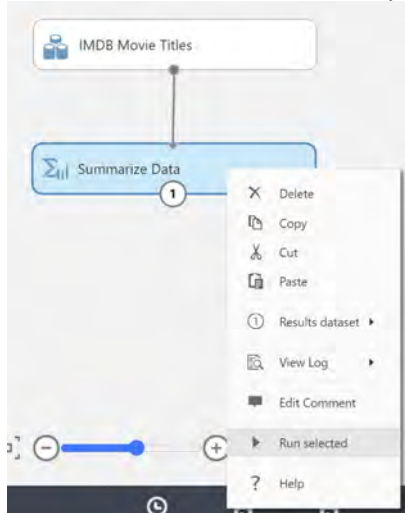 IMDB Movie Titles
Summarize Data
1
Delete
Copy
Cut
Paste
1 Results dataset
View Log
Edit Comment
Run selected
? Help